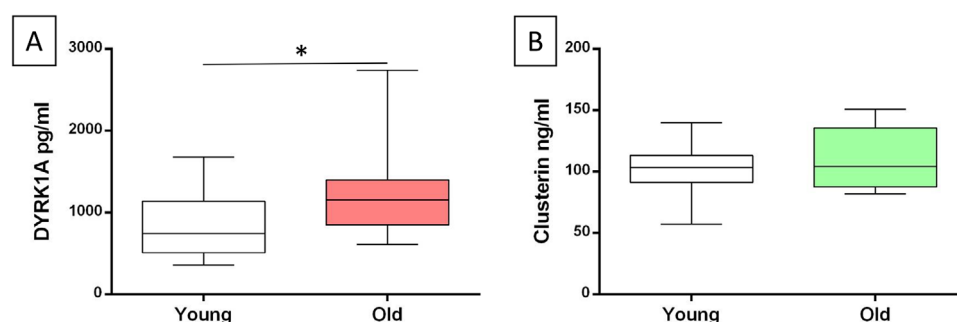 A
DYRK1A pg/ml
3000
2000
1000
0
*
Young
Old
B
Clusterin ng/ml
200
150
100
50
0
Young
Old